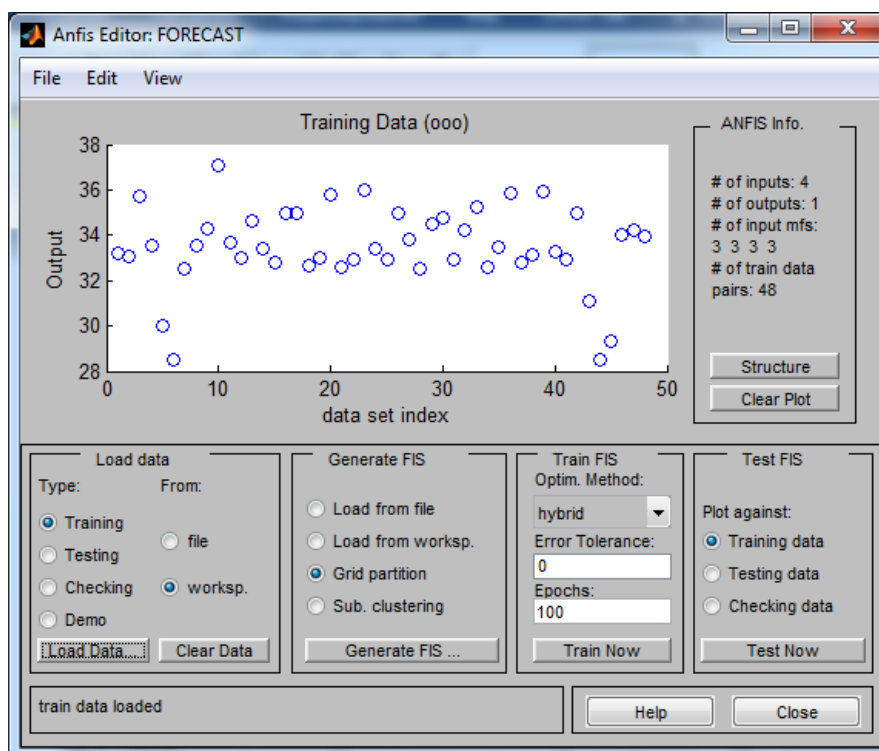 Anfis Editor: FORECAST
File Edit View
Training Data (ooo)
38
36
34
32
30
28
Output
0 10 20 30 40 50
data set index
ANFIS Info.
# of inputs: 4
# of outputs: 1
# of input mfs:
3 3 3 3
# of train data
pairs: 48
Structure
Clear Plot
Load data
Type: From:
Training
file
Testing
Checking
worksp.
Demo
Load Data... Clear Data
Generate FIS
Load from file
Load from worksp.
Grid partition
Sub. clustering
Generate FIS ...
Train FIS
Optim. Method:
hybrid
Error Tolerance:
0
Epochs:
100
Train Now
Test FIS
Plot against:
Training data
Testing data
Checking data
Test Now
train data loaded
Help Close